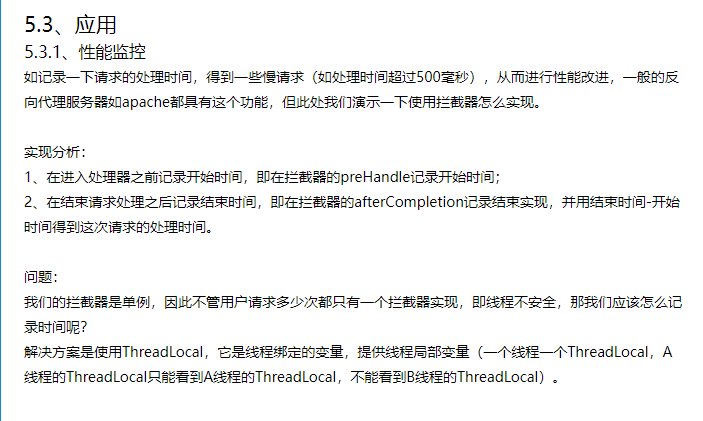 5.3、应用
5.3.1、性能监控
如记录一下请求的处理时间，得到一些慢请求（如处理时间超过500毫秒），从而进行性能改进，一般的反
向代理服务器如apache都具有这个功能，但此处我们演示一下使用拦截器怎么实现。
实现分析：
1、在进入处理器之前记录开始时间，即在拦截器的preHandle记录开始时间；
2、在结束请求处理之后记录结束时间，即在拦截器的afterCompletion记录结束实现，并用结束时间-开始
时间得到这次请求的处理时间。
问题：
我们的拦截器是单例，因此不管用户请求多少次都只有一个拦截器实现，即线程不安全，那我们应该怎么记
录时间呢？
解决方案是使用ThreadLocal，它是线程绑定的变量，提供线程局部变量（一个线程一个ThreadLocal，A
线程的ThreadLocal只能看到A线程的ThreadLocal，不能看到B线程的ThreadLocal）。